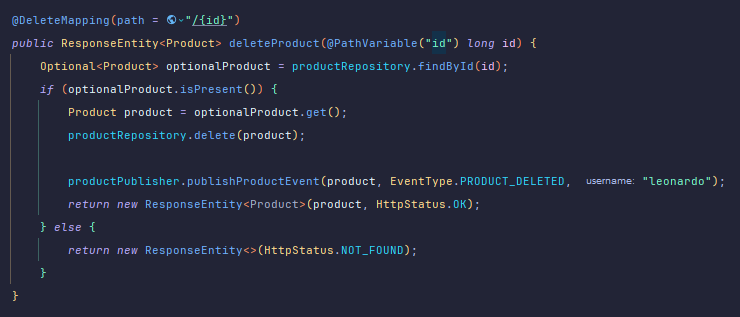 @DeleteMapping(path = "/{id}")
public ResponseEntity<Product> deleteProduct(@PathVariable("id") long id) {
    Optional<Product> optionalProduct = productRepository.findById(id);
    if (optionalProduct.isPresent()) {
        Product product = optionalProduct.get();
        productRepository.delete(product);
        productPublisher.publishProductEvent(product, EventType.PRODUCT_DELETED, username: "leonardo");
        return new ResponseEntity<Product>(product, HttpStatus.OK);
    } else {
        return new ResponseEntity<>(HttpStatus.NOT_FOUND);
    }
}